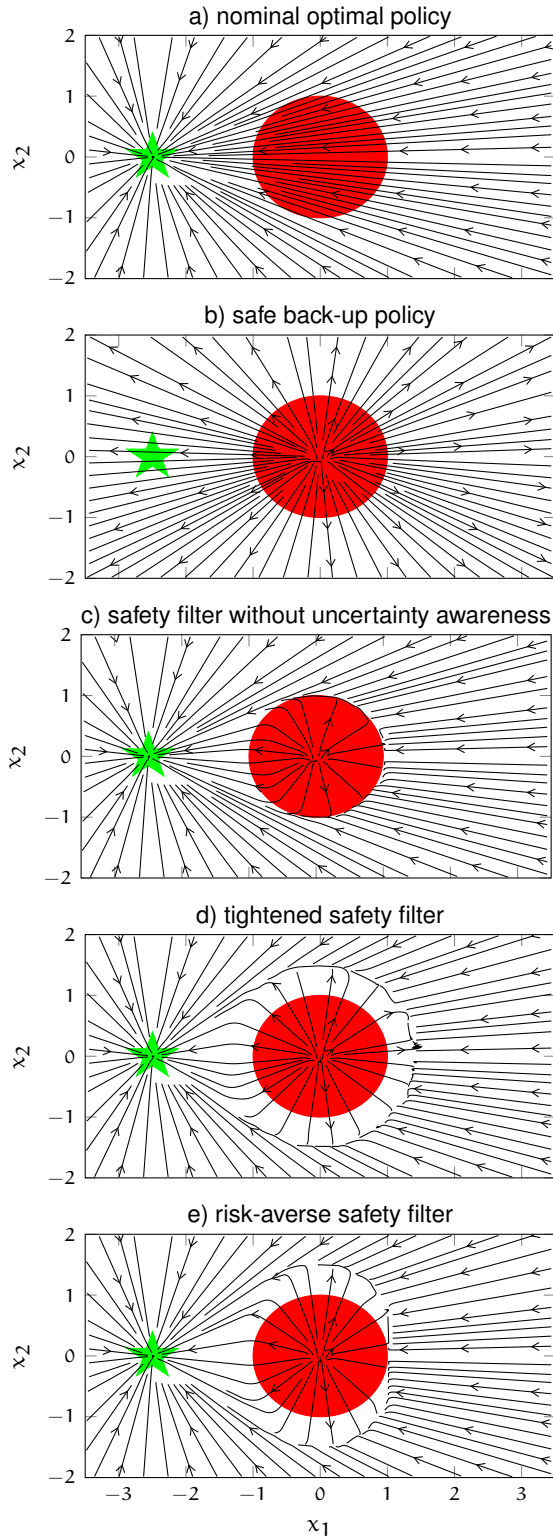 a) nominal optimal policy
2
1
0
−1
−2
x₂
b) safe back-up policy
2
1
0
−1
−2
x₂
c) safety filter without uncertainty awareness
2
1
0
−1
−2
x₂
d) tightened safety filter
2
1
0
−1
−2
x₂
e) risk-averse safety filter
2
1
0
−1
−2
x₂
−3 −2 −1 0 1 2 3
x₁